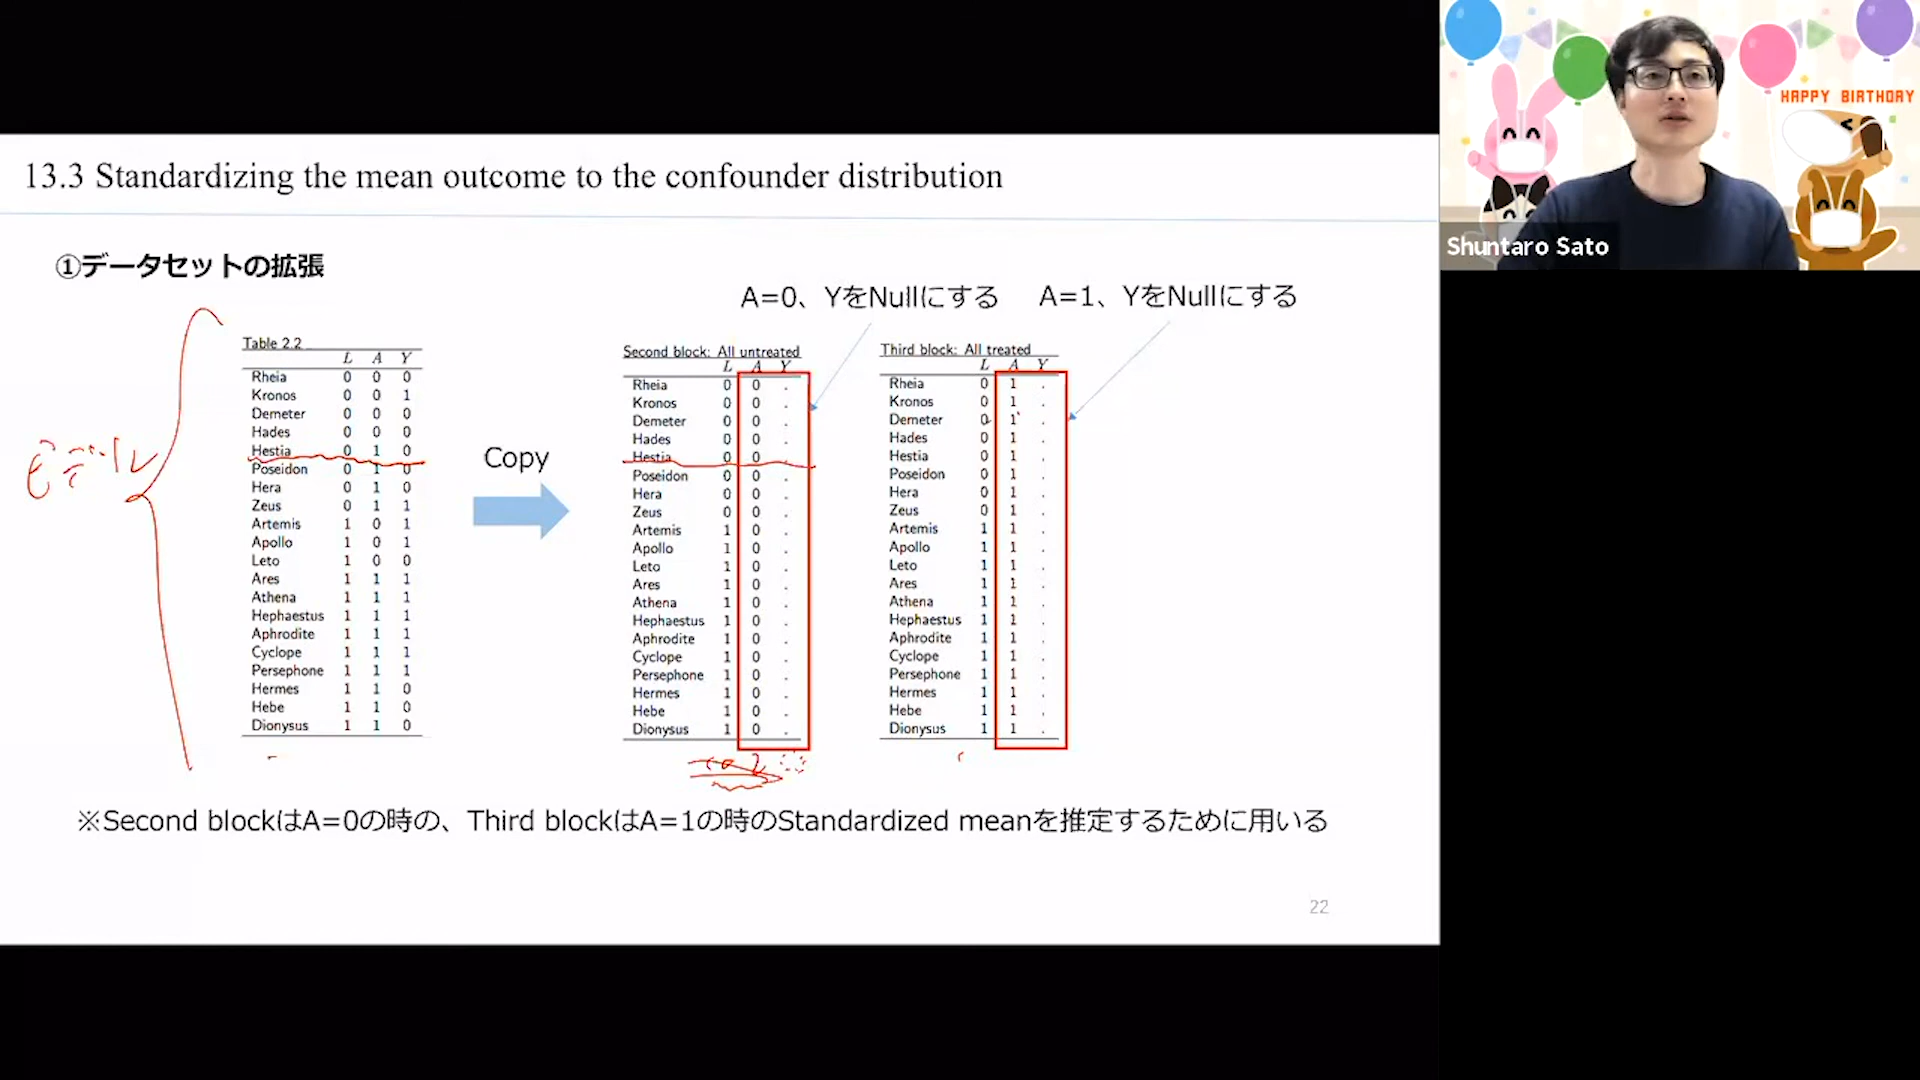 13.3 Standardizing the mean outcome to the confounder distribution
①データセットの拡張
A=0、YをNullにする
A=1、YをNullにする
Table 2.2
L A Y
Rheia 0 0 0
Kronos 0 0 1
Demeter 0 0 0
Hades 0 0 0
Hestia 0 1 0
Poseidon 0 1 0
Hera 0 1 0
Zeus 0 1 1
Artemis 1 0 1
Apollo 1 0 1
Leto 1 0 0
Ares 1 1 1
Athena 1 1 1
Hephaestus 1 1 1
Aphrodite 1 1 1
Cyclope 1 1 1
Persephone 1 1 1
Hermes 1 1 0
Hebe 1 1 0
Dionysus 1 1 0
モデル
Copy
Second block: All untreated
L A Y
Rheia 0 0 .
Kronos 0 0 .
Demeter 0 0 .
Hades 0 0 .
Hestia 0 0 .
Poseidon 0 0 .
Hera 0 0 .
Zeus 0 0 .
Artemis 1 0 .
Apollo 1 0 .
Leto 1 0 .
Ares 1 0 .
Athena 1 0 .
Hephaestus 1 0 .
Aphrodite 1 0 .
Cyclope 1 0 .
Persephone 1 0 .
Hermes 1 0 .
Hebe 1 0 .
Dionysus 1 0 .
Third block: All treated
L A Y
Rheia 0 1 .
Kronos 0 1 .
Demeter 0 1 .
Hades 0 1 .
Hestia 0 1 .
Poseidon 0 1 .
Hera 0 1 .
Zeus 0 1 .
Artemis 1 1 .
Apollo 1 1 .
Leto 1 1 .
Ares 1 1 .
Athena 1 1 .
Hephaestus 1 1 .
Aphrodite 1 1 .
Cyclope 1 1 .
Persephone 1 1 .
Hermes 1 1 .
Hebe 1 1 .
Dionysus 1 1 .
※Second blockはA=0の時の、Third blockはA=1の時のStandardized meanを推定するために用いる
22
HAPPY BIRTHDAY
Shuntaro Sato